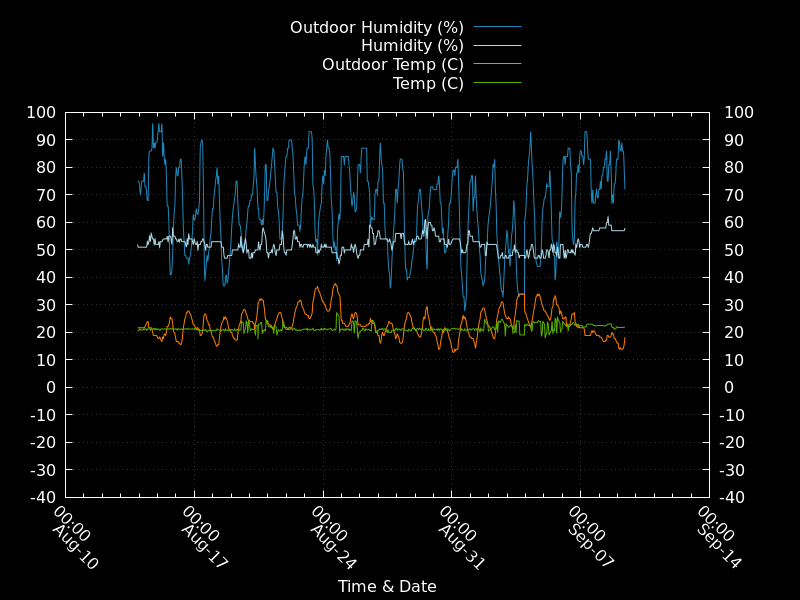 Outdoor Humidity (%)
Humidity (%)
Outdoor Temp (C)
Temp (C)
100 100
90 90
80 80
70 70
60 60
50 50
40 40
30 30
20 20
10 10
0 0
-10 -10
-20 -20
-30 -30
-40 -40
00:00 00:00 00:00 00:00 00:00 00:00
Aug-10 Aug-17 Aug-24 Aug-31 Sep-07 Sep-14
Time & Date